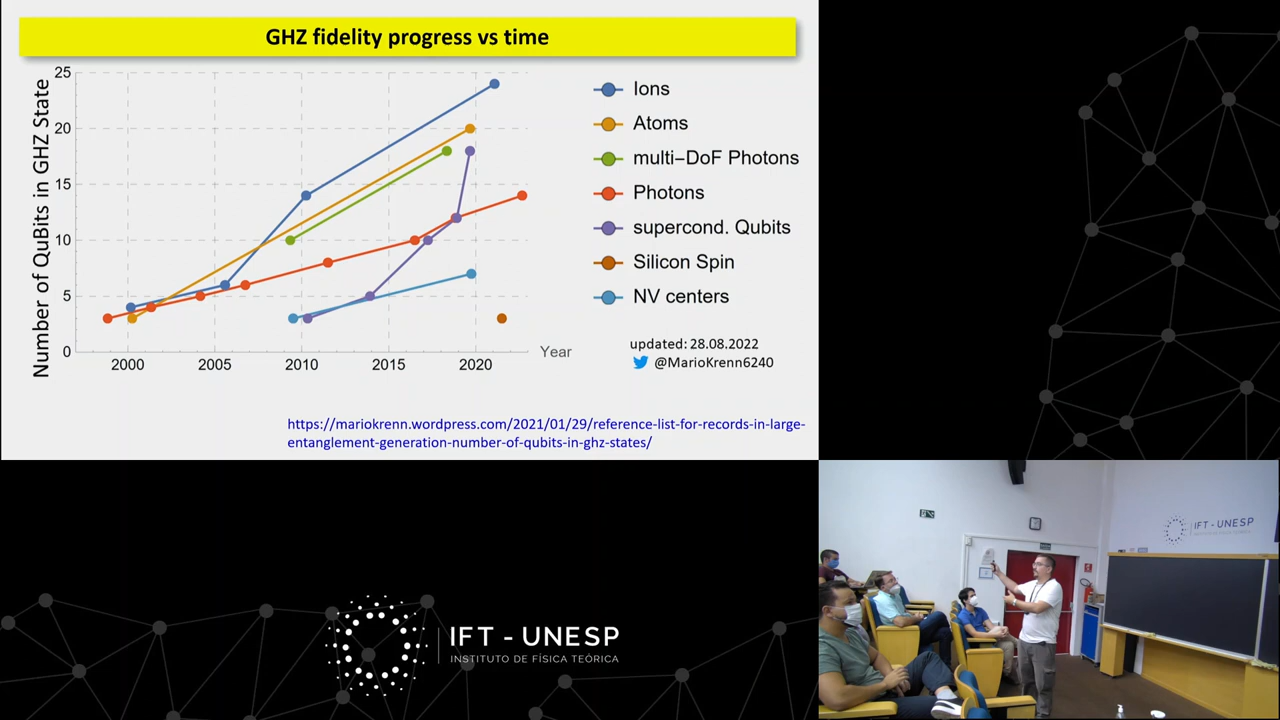 GHZ fidelity progress vs time
Number of QuBits in GHZ State
25
20
15
10
5
0
2000
2005
2010
2015
2020
Year
Ions
Atoms
multi–DoF Photons
Photons
supercond. Qubits
Silicon Spin
NV centers
updated: 28.08.2022
@MarioKrenn6240
https://mariokrenn.wordpress.com/2021/01/29/reference-list-for-records-in-large-
entanglement-generation-number-of-qubits-in-ghz-states/
IFT - UNESP
INSTITUTO DE FÍSICA TEÓRICA
IFT - UNESP